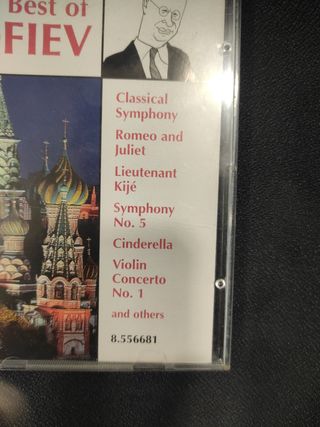 Best of
OFIEV
Classical
Symphony
Romeo and
Juliet
Lieutenant
Kijé
Symphony
No. 5
Cinderella
Violin
Concerto
No. 1
and others
8.556681